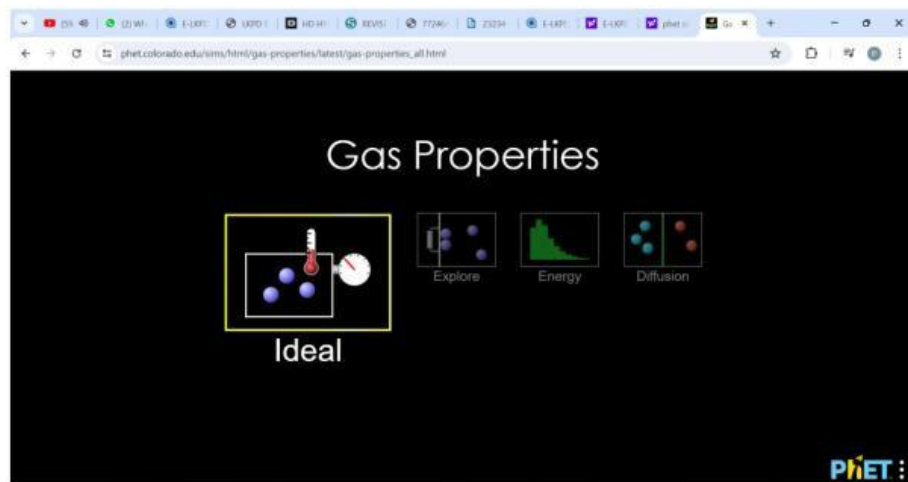 phet.colorado.edu/sims/html/gas-properties/latest/gas-properties_all.html
Gas Properties
Ideal
Explore
Energy
Diffusion
PhET